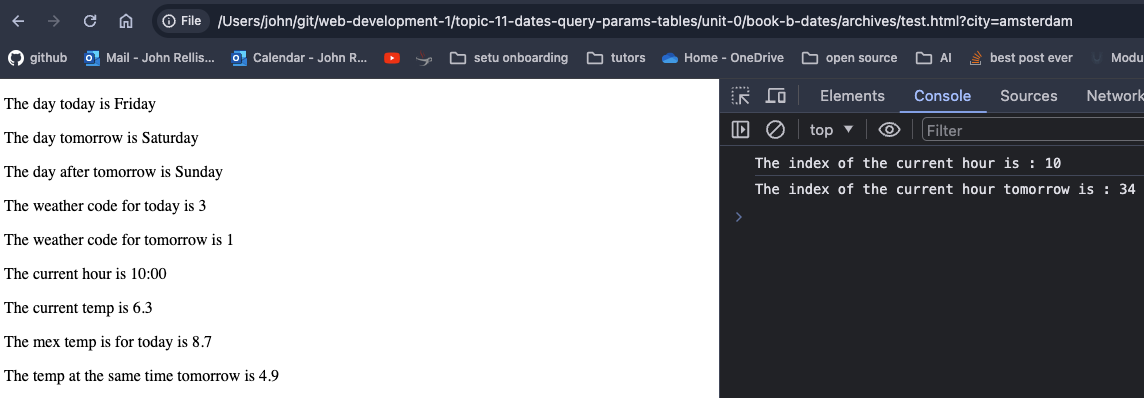 File /Users/john/git/web-development-1/topic-11-dates-query-params-tables/unit-0/book-b-dates/archives/test.html?city=amsterdam
github Mail - John Rellis... Calendar - John R... setu onboarding tutors Home - OneDrive open source AI best post ever Modu
The day today is Friday
The day tomorrow is Saturday
The day after tomorrow is Sunday
The weather code for today is 3
The weather code for tomorrow is 1
The current hour is 10:00
The current temp is 6.3
The mex temp is for today is 8.7
The temp at the same time tomorrow is 4.9
Elements Console Sources Network
top Filter
The index of the current hour is : 10
The index of the current hour tomorrow is : 34